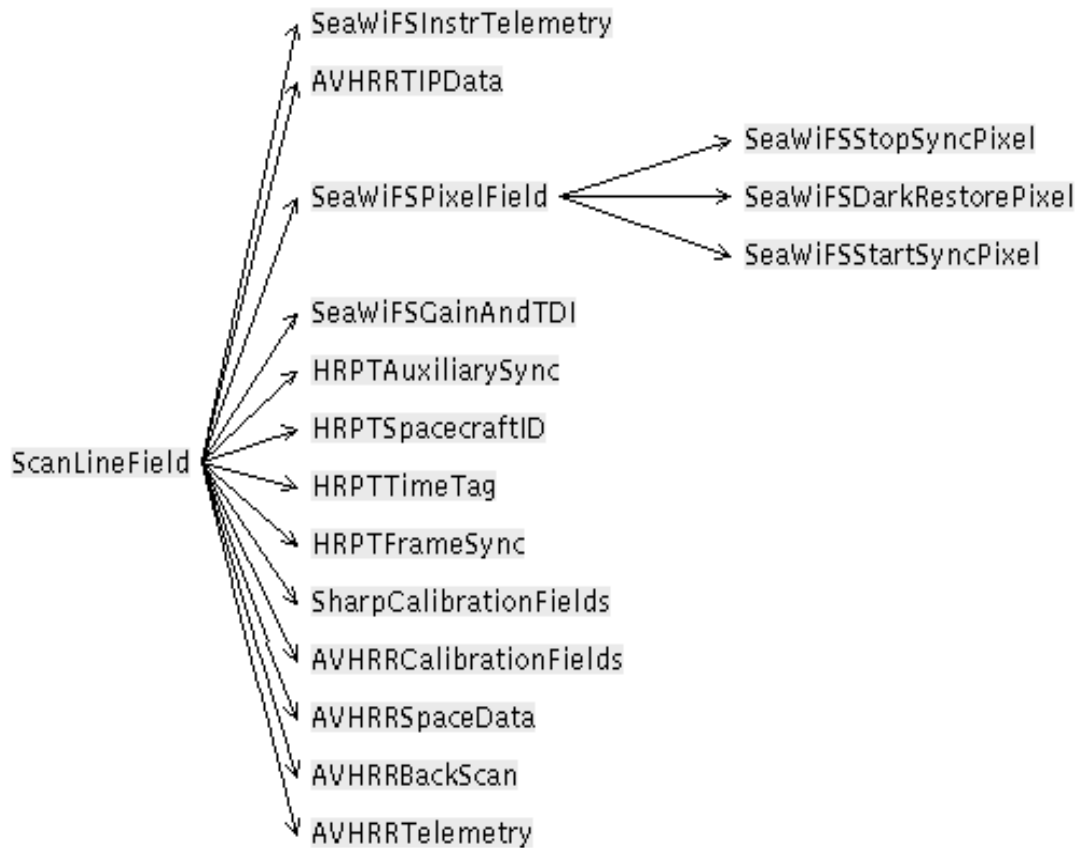 SeaWiFSInstrTelemetry
AVHRRTIPData
SeaWiFSStopSyncPixel
SeaWiFSPixelField
SeaWiFSDarkRestorePixel
SeaWiFSStartSyncPixel
SeaWiFSGainAndTDI
HRPTAuxiliarySync
HRPTSpacecraftID
ScanLineField
HRPTTimeTag
HRPTFrameSync
SharpCalibrationFields
AVHRRCalibrationFields
AVHRRSpaceData
AVHRRBackScan
AVHRRTelemetry